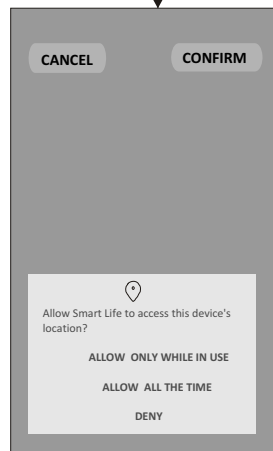 CANCEL
CONFIRM
Allow Smart Life to access this device's
location?
ALLOW ONLY WHILE IN USE
ALLOW ALL THE TIME
DENY